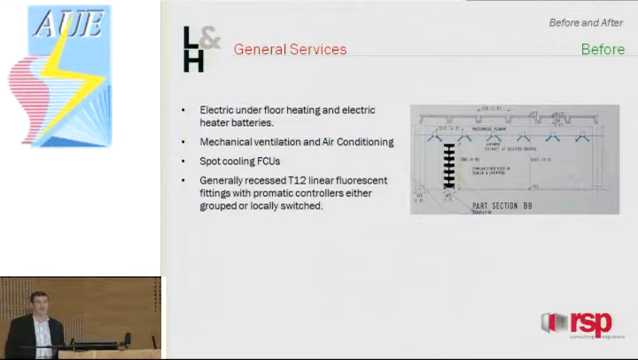 AUE
Before and After
L&H
General Services
Before
• Electric under floor heating and electric
heater batteries.
• Mechanical ventilation and Air Conditioning
• Spot cooling FCUs
• Generally recessed T12 linear fluorescent
fittings with promatic controllers either
grouped or locally switched.
PART SECTION BB
rsp
consulting engineers